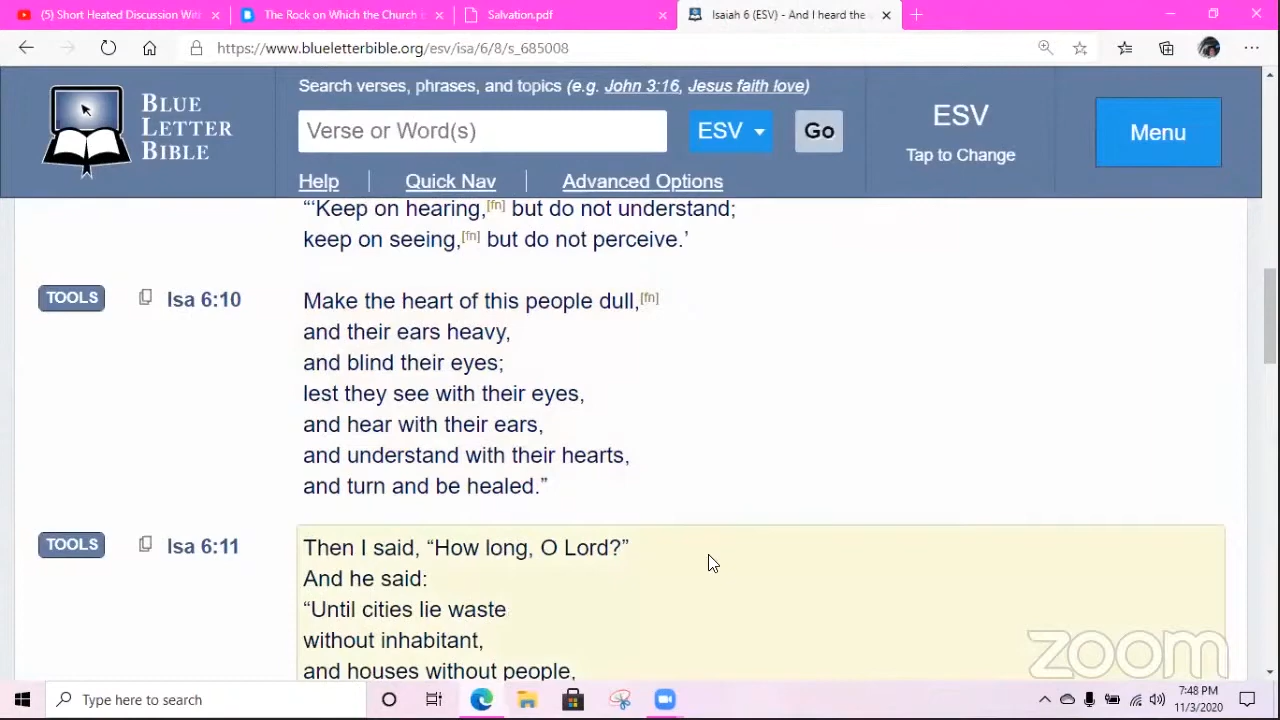 (5) Short Heated Discussion Wit
The Rock on Which the Church i
Salvation.pdf
Isaiah 6 (ESV) - And I heard the
https://www.blueletterbible.org/esv/isa/6/8/s_685008
BLUE
LETTER
BIBLE
Search verses, phrases, and topics (e.g. John 3:16, Jesus faith love)
Verse or Word(s)
ESV
Go
ESV
Tap to Change
Menu
Help
Quick Nav
Advanced Options
“‘Keep on hearing,[fn] but do not understand;
keep on seeing,[fn] but do not perceive.’
TOOLS
Isa 6:10
Make the heart of this people dull,[fn]
and their ears heavy,
and blind their eyes;
lest they see with their eyes,
and hear with their ears,
and understand with their hearts,
and turn and be healed.”
TOOLS
Isa 6:11
Then I said, “How long, O Lord?”
And he said:
“Until cities lie waste
without inhabitant,
and houses without people,
zoom
Type here to search
7:48 PM
11/3/2020